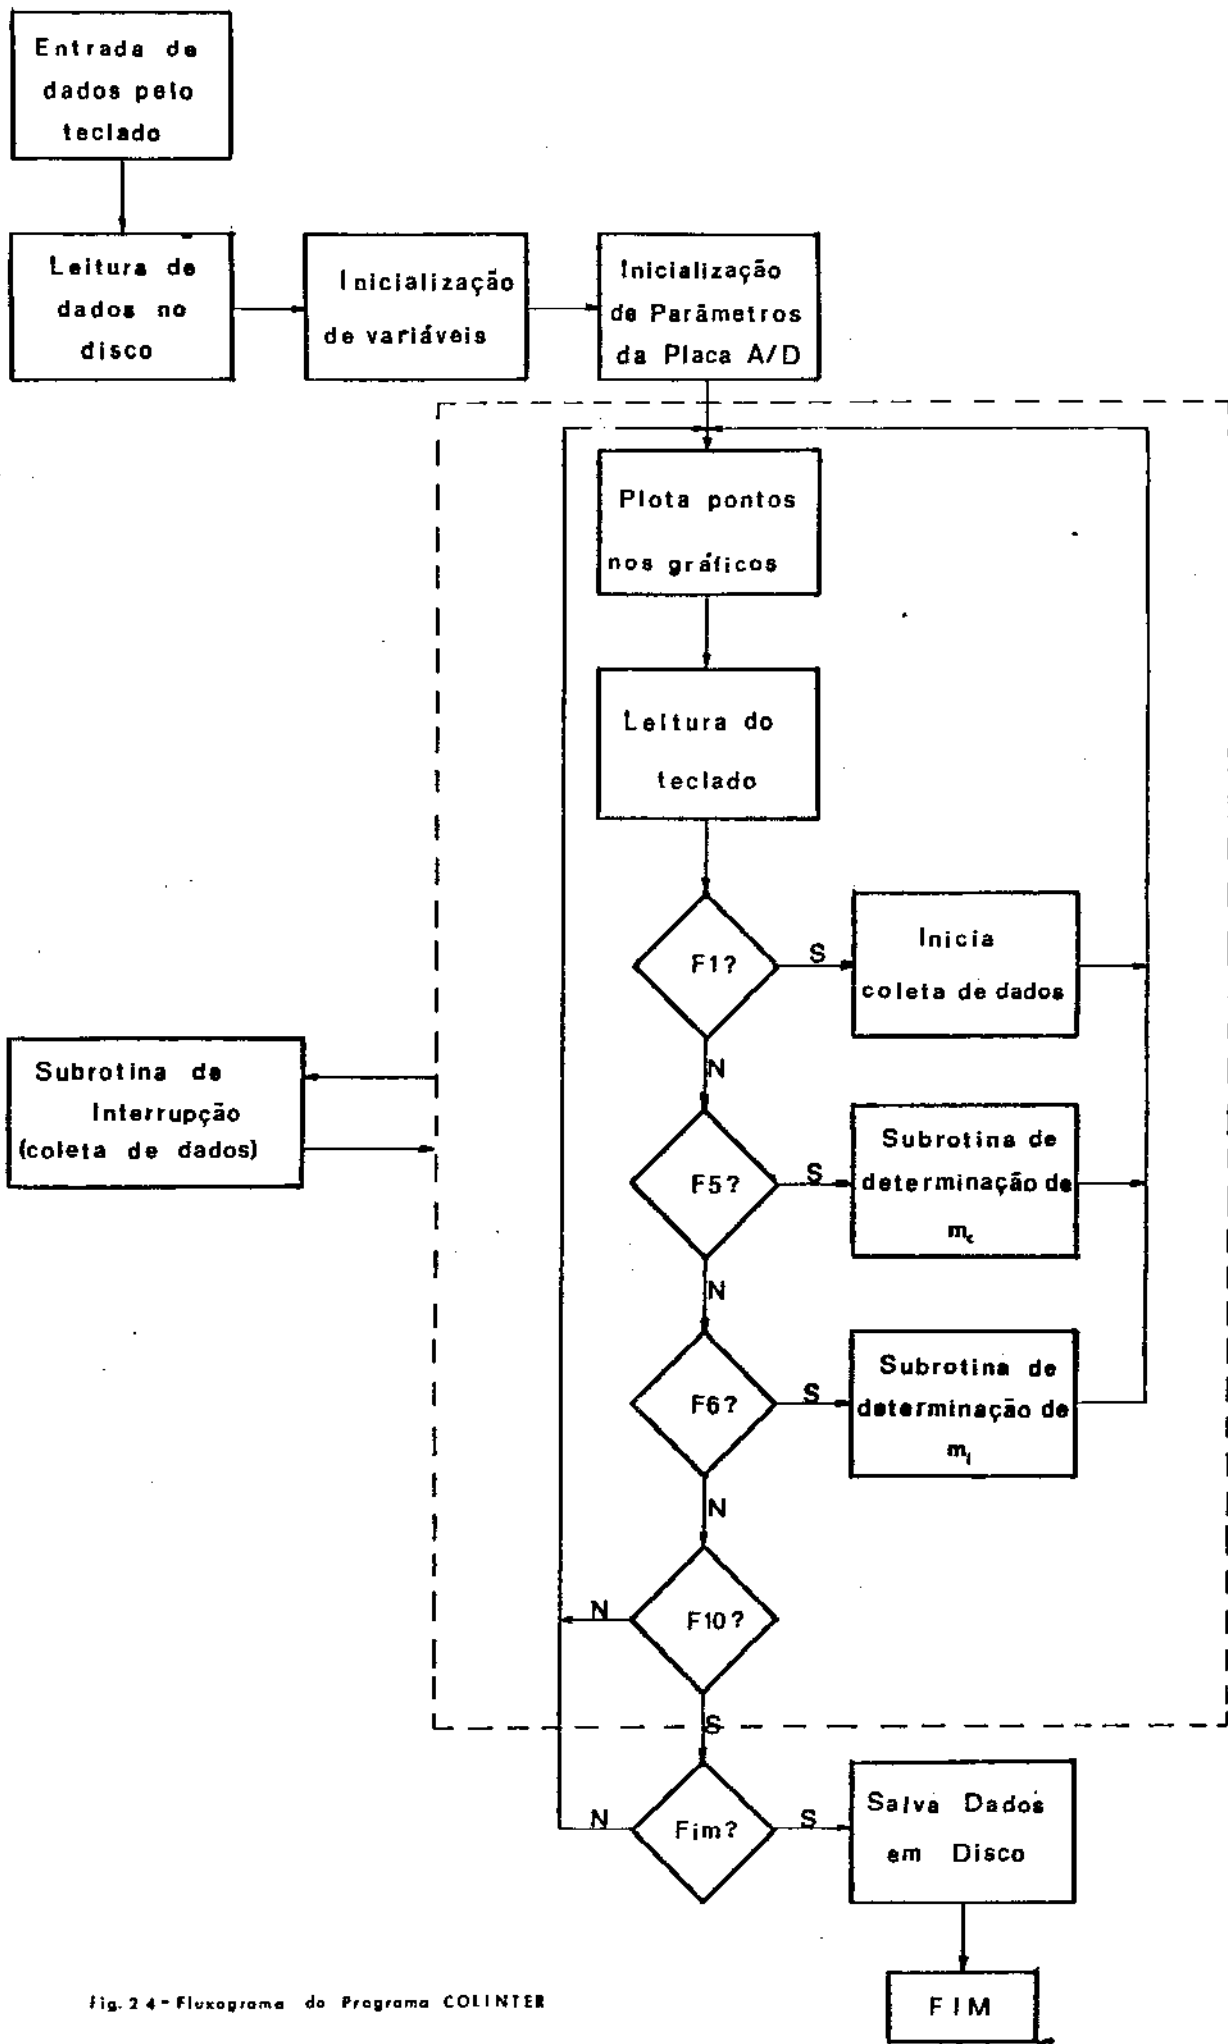 Entrada de
dados pelo
teclado
Leitura de
dados no
disco
Inicialização
de variáveis
Inicialização
de Parâmetros
da Placa A/D
Plota pontos
nos gráficos
Leitura do
teclado
F1?
S
Inicia
coleta de dados
N
Subrotina de
Interrupção
(coleta de dados)
F5?
S
Subrotina de
determinação de
m_c
N
F6?
S
Subrotina de
determinação de
m_i
N
F10?
N
S
Fim?
N
S
Salva Dados
em Disco
FIM
Fig. 2 4 - Fluxograma do Programa COLINTER